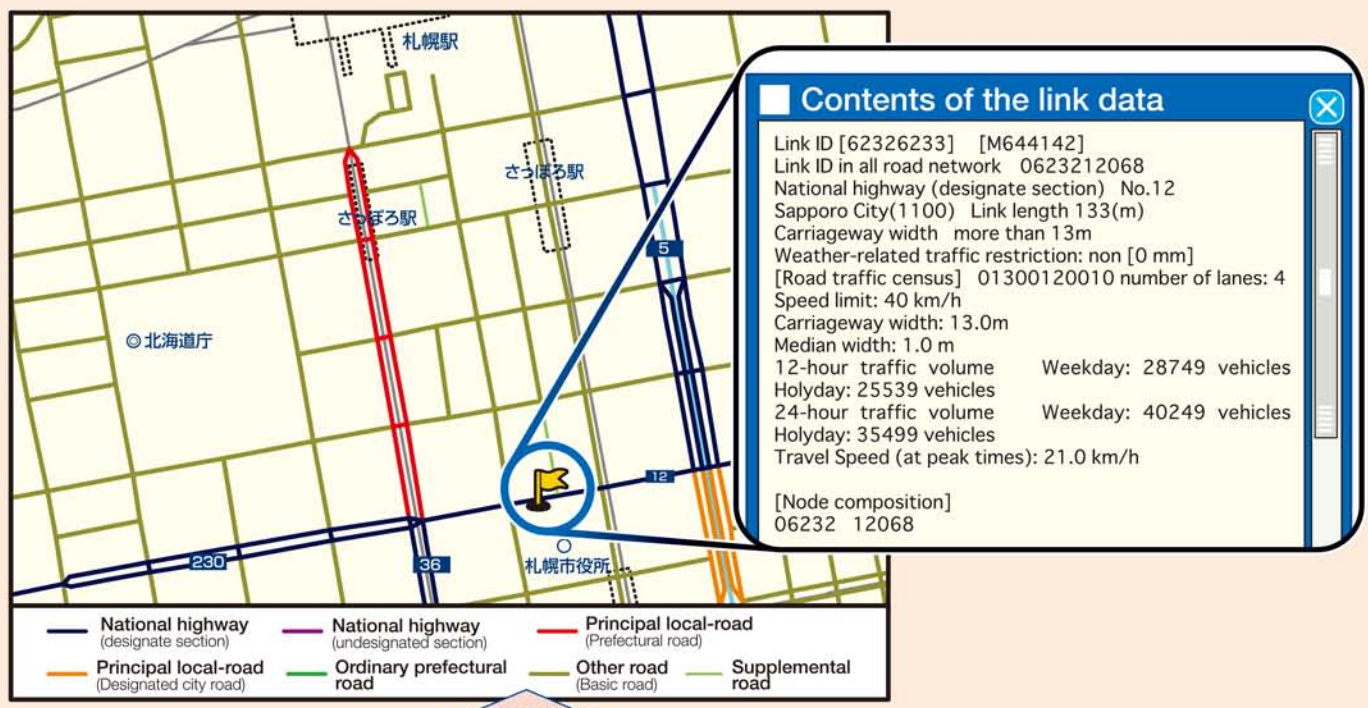 札幌駅
さっぽろ駅
さっぽろ駅
5
◎北海道庁
12
230
36
札幌市役所
Contents of the link data
Link ID [62326233] [M644142]
Link ID in all road network 0623212068
National highway (designate section) No.12
Sapporo City(1100) Link length 133(m)
Carriageway width more than 13m
Weather-related traffic restriction: non [0 mm]
[Road traffic census] 01300120010 number of lanes: 4
Speed limit: 40 km/h
Carriageway width: 13.0m
Median width: 1.0 m
12-hour traffic volume Weekday: 28749 vehicles
Holyday: 25539 vehicles
24-hour traffic volume Weekday: 40249 vehicles
Holyday: 35499 vehicles
Travel Speed (at peak times): 21.0 km/h
[Node composition]
06232 12068
National highway
(designate section)
National highway
(undesignated section)
Principal local-road
(Prefectural road)
Principal local-road
(Designated city road)
Ordinary prefectural
road
Other road
(Basic road)
Supplemental
road